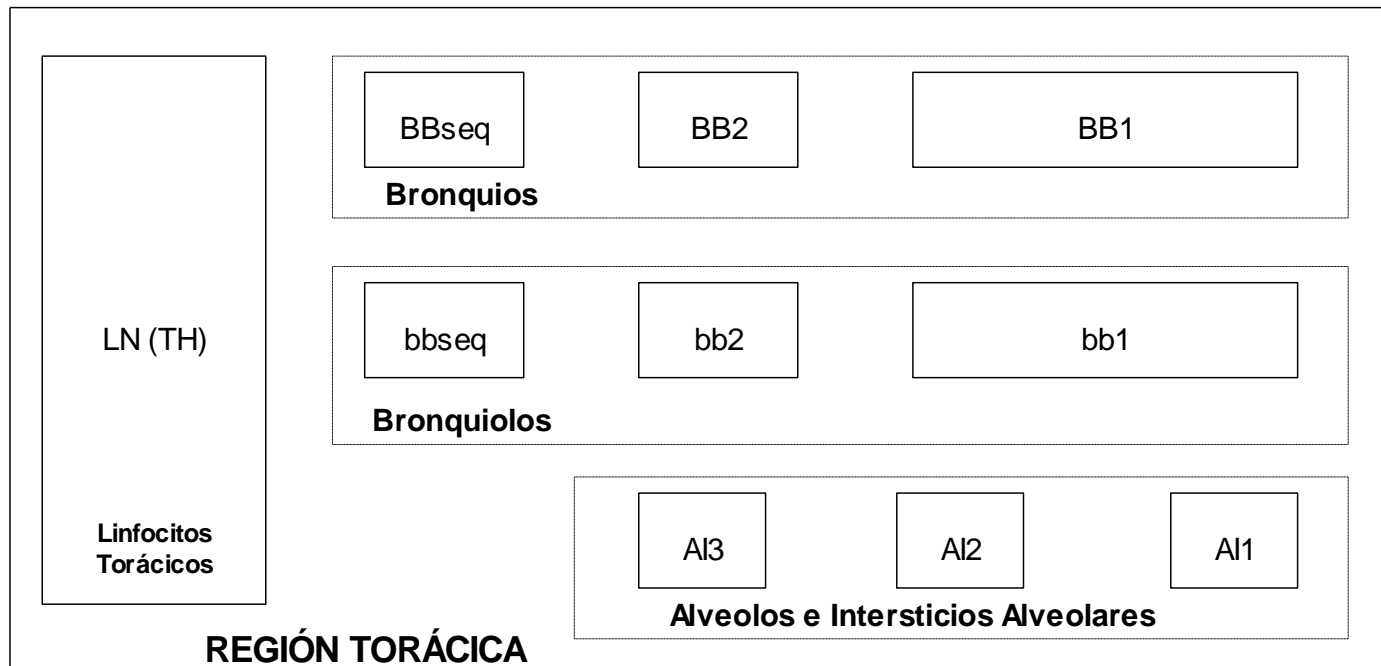 BBseq
BB2
BB1
Bronquios
LN (TH)
bbseq
bb2
bb1
Bronquiolos
Linfocitos
Torácicos
AI3
AI2
AI1
Alveolos e Intersticios Alveolares
REGIÓN TORÁCICA